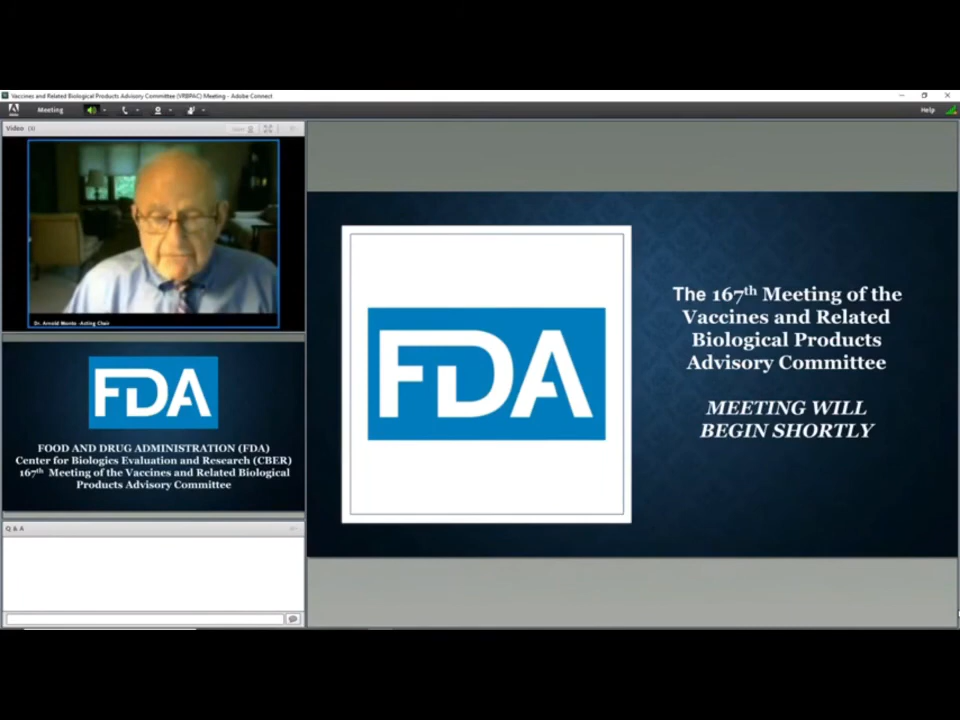 Vaccines and Related Biological Products Advisory Committee (VRBPAC) Meeting - Adobe Connect
Meeting
Help
Video (3)
Dr. Arnold Monto -Acting Chair
FDA
FOOD AND DRUG ADMINISTRATION (FDA)
Center for Biologics Evaluation and Research (CBER)
167th Meeting of the Vaccines and Related Biological
Products Advisory Committee
Q & A
FDA
The 167th Meeting of the
Vaccines and Related
Biological Products
Advisory Committee
MEETING WILL
BEGIN SHORTLY